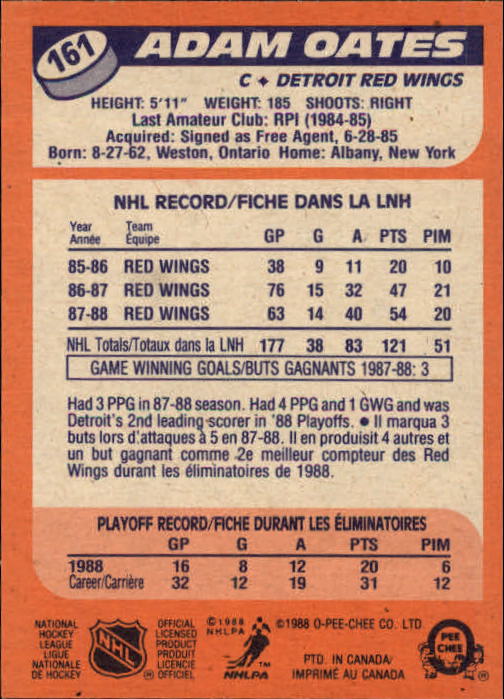 161
ADAM OATES
C ✦ DETROIT RED WINGS
HEIGHT: 5'11" WEIGHT: 185 SHOOTS: RIGHT
Last Amateur Club: RPI (1984-85)
Acquired: Signed as Free Agent, 6-28-85
Born: 8-27-62, Weston, Ontario Home: Albany, New York
NHL RECORD/FICHE DANS LA LNH
Year Team
Année Équipe GP G A PTS PIM
85-86 RED WINGS 38 9 11 20 10
86-87 RED WINGS 76 15 32 47 21
87-88 RED WINGS 63 14 40 54 20
NHL Totals/Totaux dans la LNH 177 38 83 121 51
GAME WINNING GOALS/BUTS GAGNANTS 1987-88: 3
Had 3 PPG in 87-88 season. Had 4 PPG and 1 GWG and was
Detroit's 2nd leading scorer in '88 Playoffs. ● Il marqua 3
buts lors d'attaques à 5 en 87-88. Il en produisit 4 autres et
un but gagnant comme 2e meilleur compteur des Red
Wings durant les éliminatoires de 1988.
PLAYOFF RECORD/FICHE DURANT LES ÉLIMINATOIRES
GP G A PTS PIM
1988 16 8 12 20 6
Career/Carrière 32 12 19 31 12
NATIONAL
HOCKEY
LEAGUE
LIGUE
NATIONALE
DE HOCKEY
NHL
®
OFFICIAL
LICENSED
PRODUCT
PRODUIT
LICENCIE
OFFICIEL
©1988
NHLPA
TM
NHLPA
©1988 O-PEE-CHEE CO. LTD.
PTD. IN CANADA/
IMPRIMÉ AU CANADA
PEE
CHEE
®